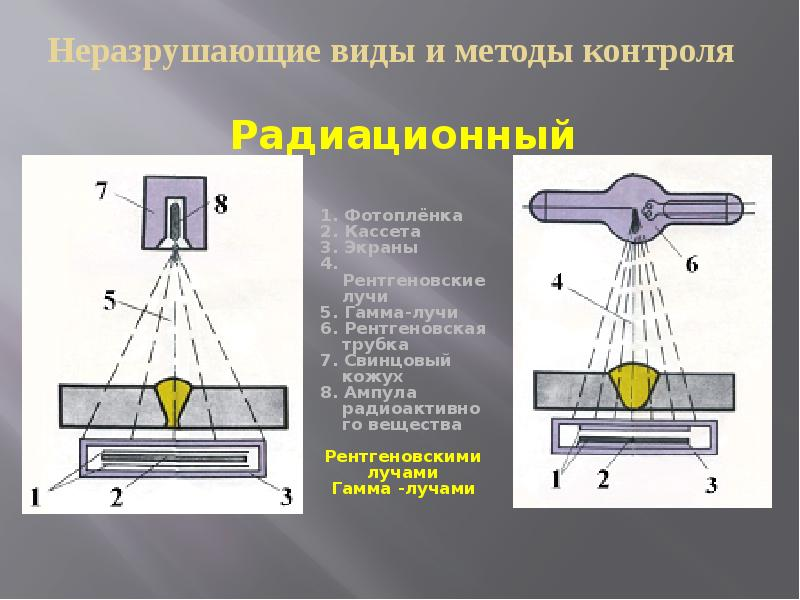 Неразрушающие виды и методы контроля
Радиационный
7
8
5
1
2
3
1. Фотоплёнка
2. Кассета
3. Экраны
4.
Рентгеновские
лучи
5. Гамма-лучи
6. Рентгеновская
трубка
7. Свинцовый
кожух
8. Ампула
радиоактивно
го вещества
Рентгеновскими
лучами
Гамма -лучами
6
4
1
2
3